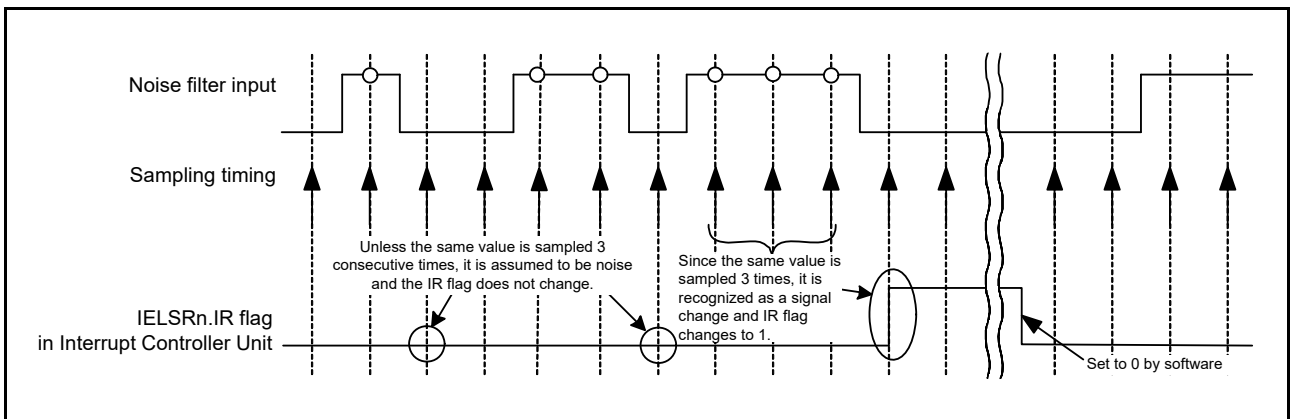 Noise filter input
Sampling timing
Unless the same value is sampled 3
consecutive times, it is assumed to be noise
and the IR flag does not change.
Since the same value is
sampled 3 times, it is
recognized as a signal
change and IR flag
changes to 1.
IELSRn.IR flag
in Interrupt Controller Unit
Set to 0 by software